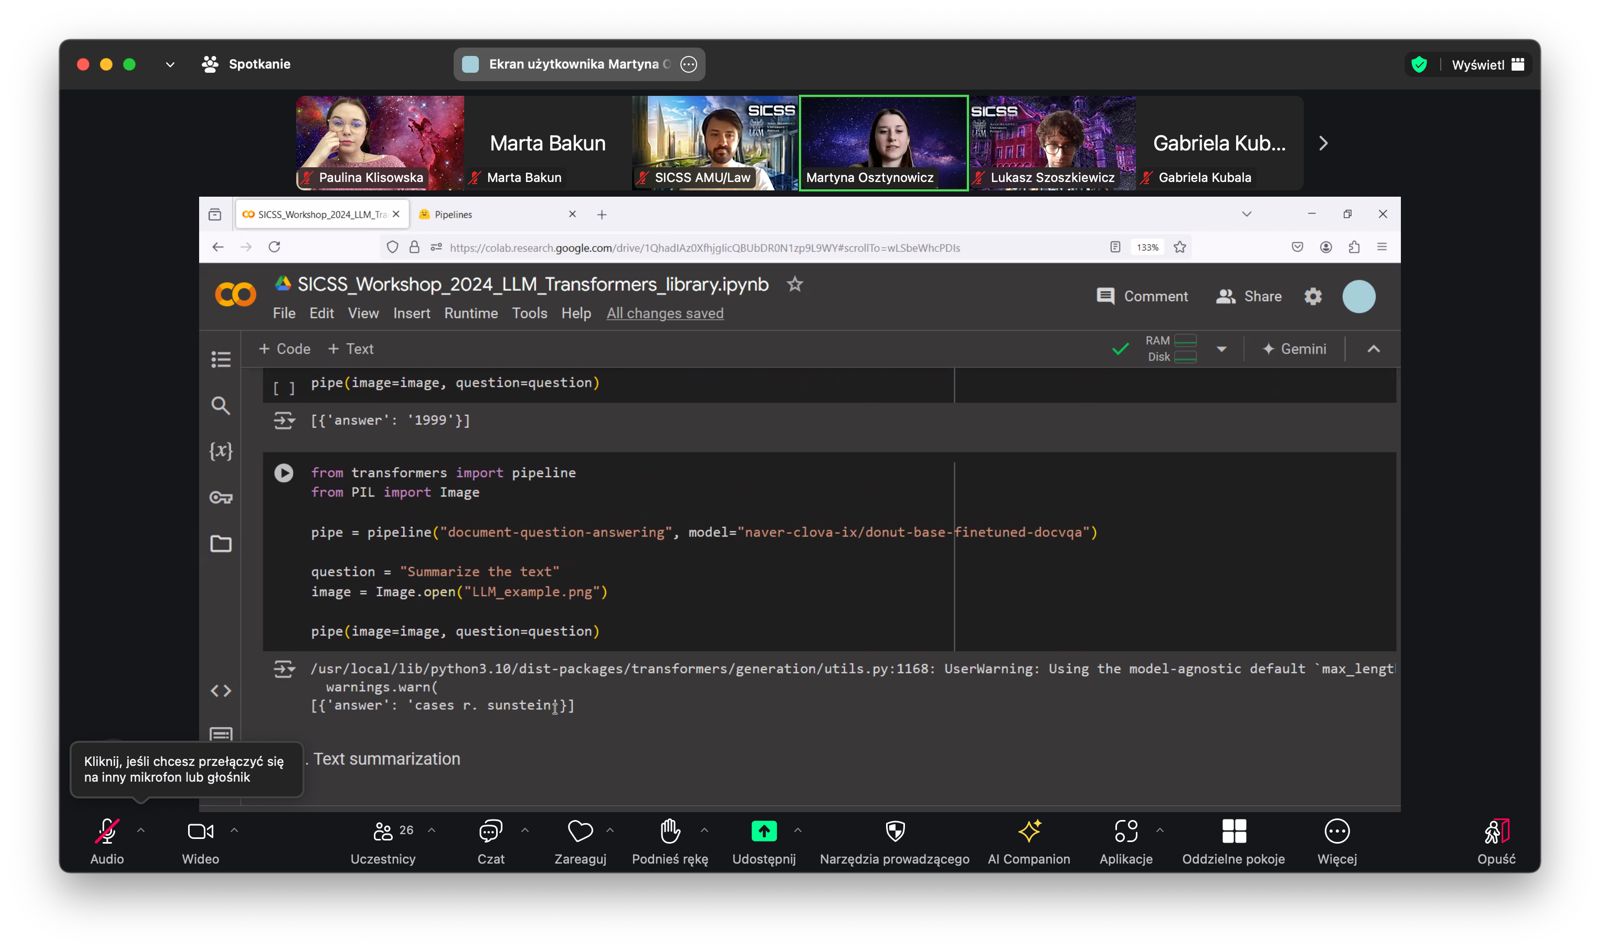 Spotkanie
Ekran użytkownika Martyna O
Wyświetl
SICSS
SICSS
Marta Bakun
Gabriela Kub...
Paulina Klisowska
Marta Bakun
SICSS AMU/Law
Martyna Osztynowicz
Lukasz Szoszkiewicz
Gabriela Kubala
SICSS_Workshop_2024_LLM_Tra
Pipelines
https://colab.research.google.com/drive/1QhadIAz0XfhjgIicQBUbDR0N1zp9L9WY#scrollTo=wLSbeWhcPDIs
133%
SICSS_Workshop_2024_LLM_Transformers_library.ipynb
Comment
Share
File Edit View Insert Runtime Tools Help All changes saved
+ Code + Text
RAM
Disk
Gemini
[ ] pipe(image=image, question=question)
[{'answer': '1999'}]
{x}
from transformers import pipeline
from PIL import Image
pipe = pipeline("document-question-answering", model="naver-clova-ix/donut-base-finetuned-docvqa")
question = "Summarize the text"
image = Image.open("LLM_example.png")
pipe(image=image, question=question)
/usr/local/lib/python3.10/dist-packages/transformers/generation/utils.py:1168: UserWarning: Using the model-agnostic default `max_lengt
warnings.warn(
[{'answer': 'cases r. sunstein'}]
. Text summarization
Kliknij, jeśli chcesz przełączyć się
na inny mikrofon lub głośnik
26
Audio
Wideo
Uczestnicy
Czat
Zareaguj
Podnieś rękę
Udostępnij
Narzędzia prowadzącego
AI Companion
Aplikacje
Oddzielne pokoje
Więcej
Opuść